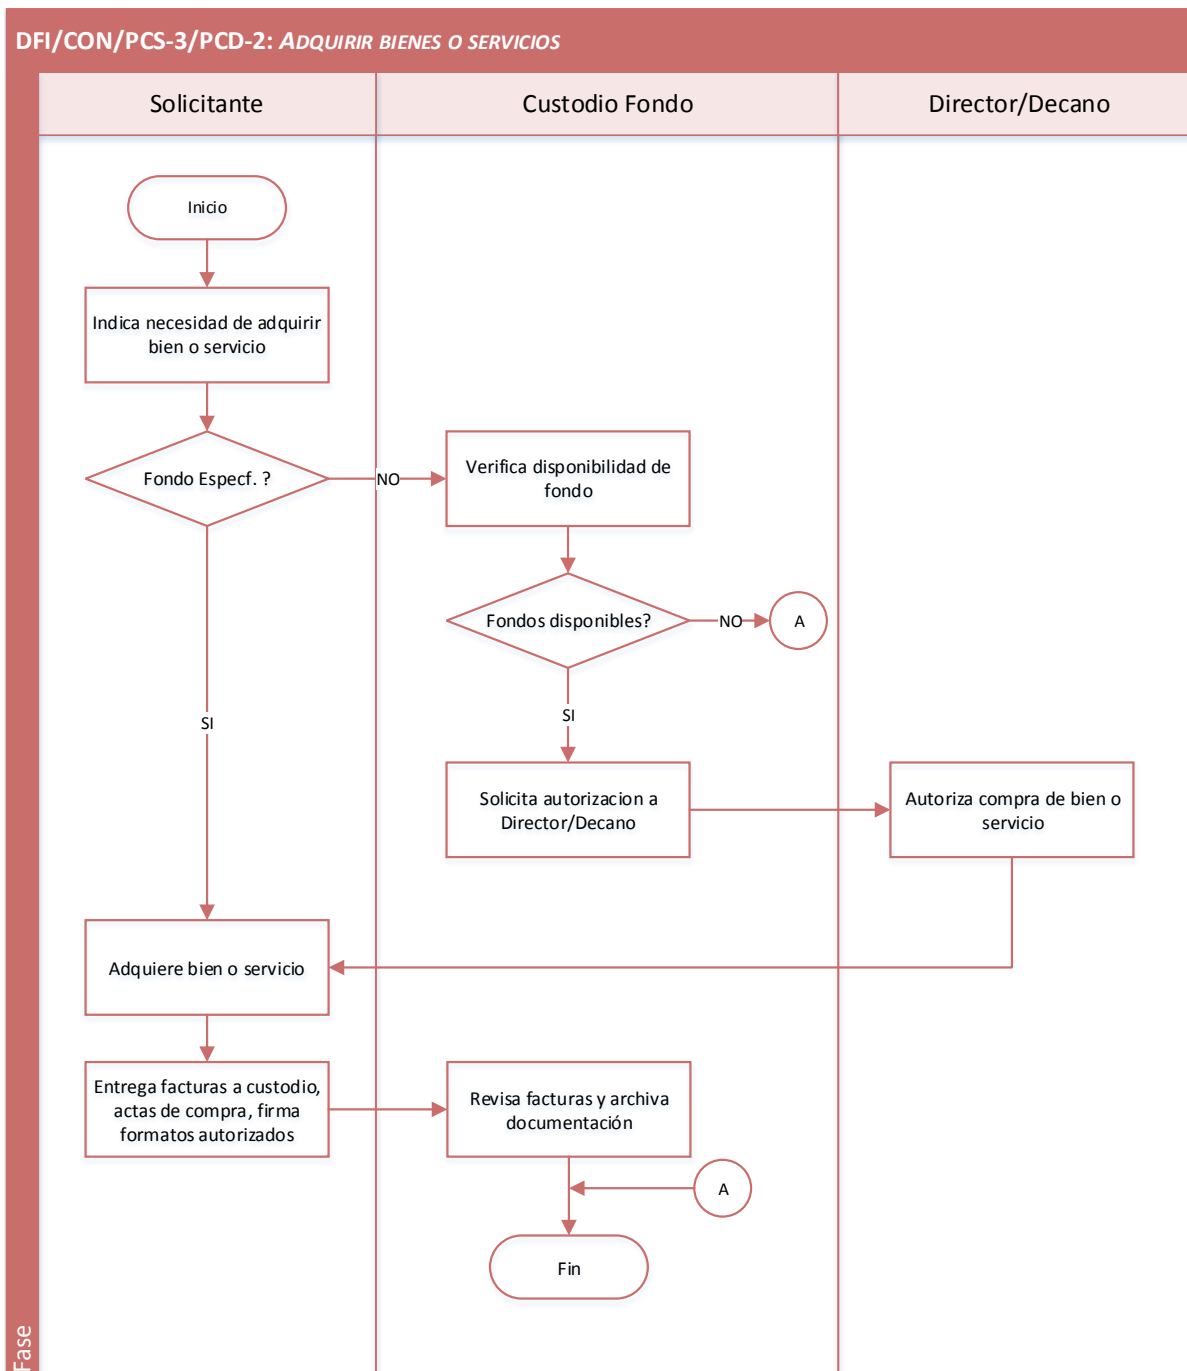 DFI/CON/PCS-3/PCD-2: ADQUIRIR BIENES O SERVICIOS
Solicitante
Custodio Fondo
Director/Decano
Inicio
Indica necesidad de adquirir
bien o servicio
Fondo Especf. ?
NO
Verifica disponibilidad de
fondo
Fondos disponibles?
NO
A
SI
SI
Solicita autorizacion a
Director/Decano
Autoriza compra de bien o
servicio
Adquiere bien o servicio
Entrega facturas a custodio,
actas de compra, firma
formatos autorizados
Revisa facturas y archiva
documentación
A
Fin
Fase